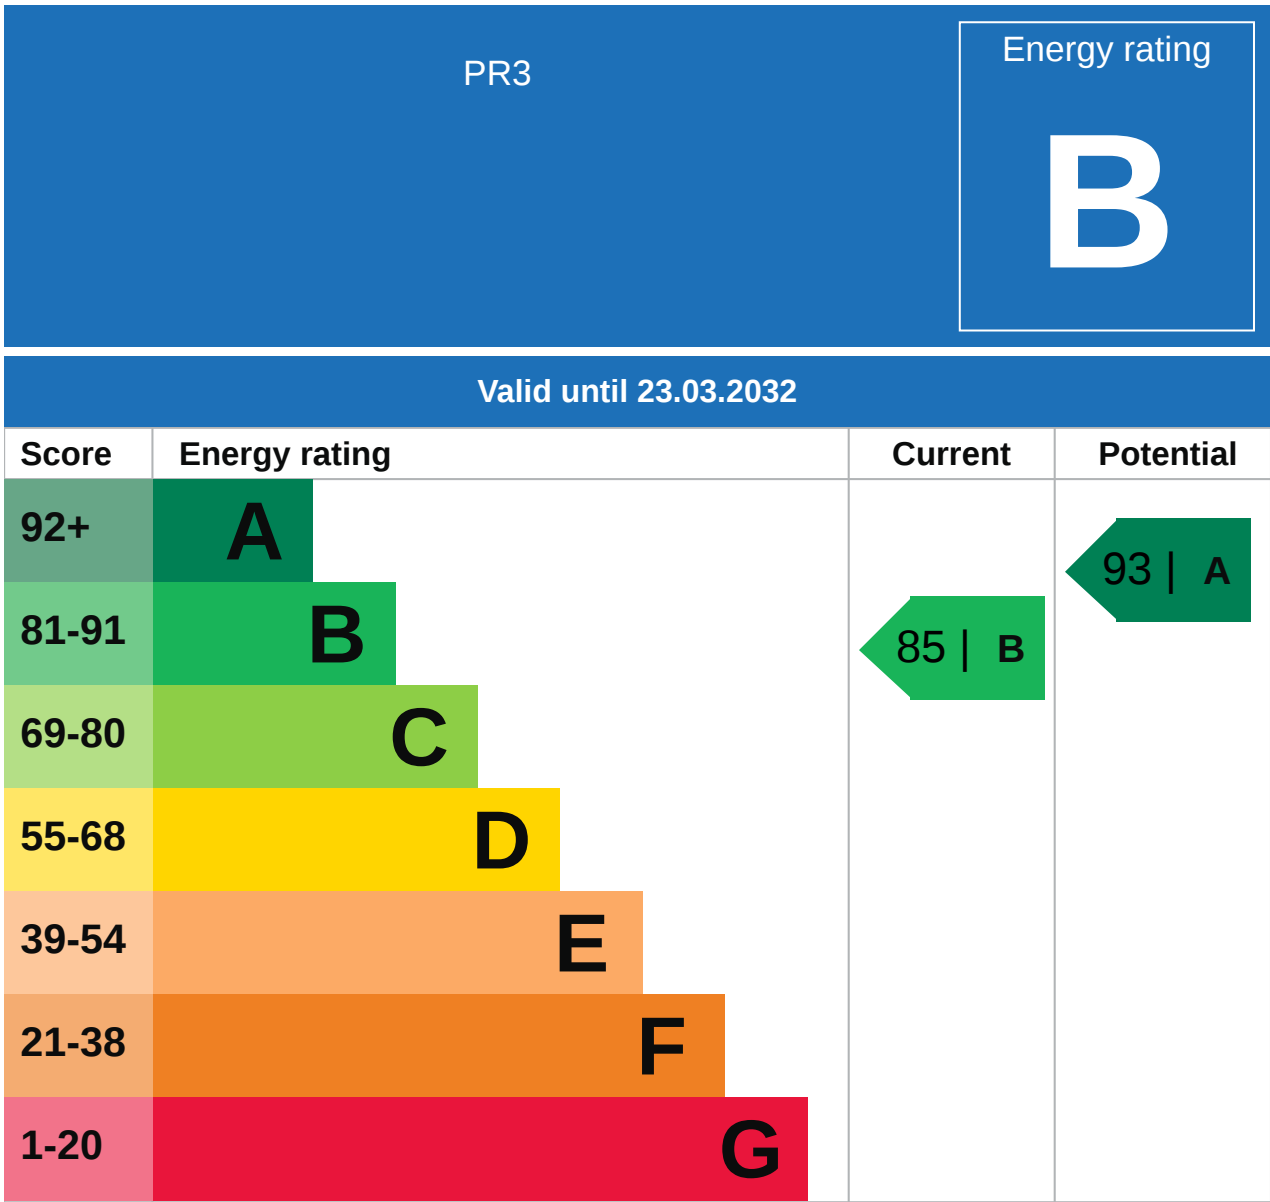 PR3
Energy rating
B
Valid until 23.03.2032
Score Energy rating Current Potential
92+ A
93 | A
81-91 B
85 | B
69-80 C
55-68 D
39-54 E
21-38 F
1-20 G